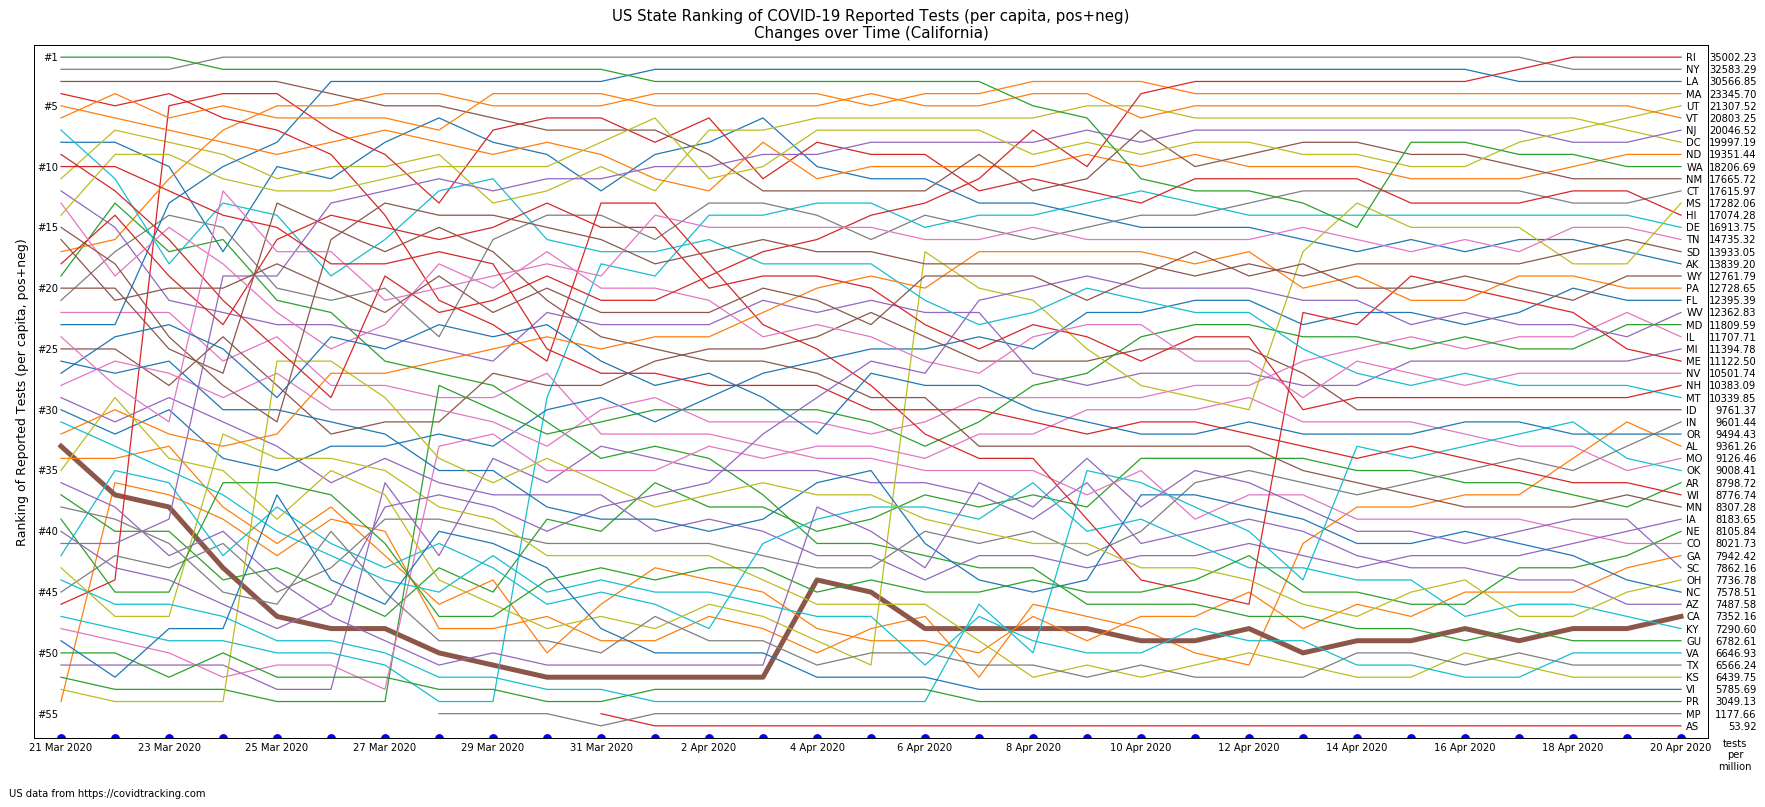 US State Ranking of COVID-19 Reported Tests (per capita, pos+neg)
Changes over Time (California)
Ranking of Reported Tests (per capita, pos+neg)
#1
#5
#10
#15
#20
#25
#30
#35
#40
#45
#50
#55
RI 35002.23
NY 32583.29
LA 30566.85
MA 23345.70
UT 21307.52
VT 20803.25
NJ 20046.52
DC 19997.19
ND 19351.44
WA 18206.69
NM 17665.72
CT 17615.97
MS 17282.06
HI 17074.28
DE 16913.75
TN 14735.32
SD 13933.05
AK 13839.20
WY 12761.79
PA 12728.65
FL 12395.39
WV 12362.83
MD 11809.59
IL 11707.71
MI 11394.78
ME 11122.50
NV 10501.74
NH 10383.09
MT 10339.85
ID 9761.37
IN 9601.44
OR 9494.43
AL 9361.26
MO 9126.46
OK 9008.41
AR 8798.72
WI 8776.74
MN 8307.28
IA 8183.65
NE 8105.84
CO 8021.73
GA 7942.42
SC 7862.16
OH 7736.78
NC 7578.51
AZ 7487.58
CA 7352.16
KY 7290.60
GU 6782.61
VA 6646.93
TX 6566.24
KS 6439.75
VI 5785.69
PR 3049.13
MP 1177.66
AS 53.92
21 Mar 2020 23 Mar 2020 25 Mar 2020 27 Mar 2020 29 Mar 2020 31 Mar 2020 2 Apr 2020 4 Apr 2020 6 Apr 2020 8 Apr 2020 10 Apr 2020 12 Apr 2020 14 Apr 2020 16 Apr 2020 18 Apr 2020 20 Apr 2020
tests
per
million
US data from https://covidtracking.com